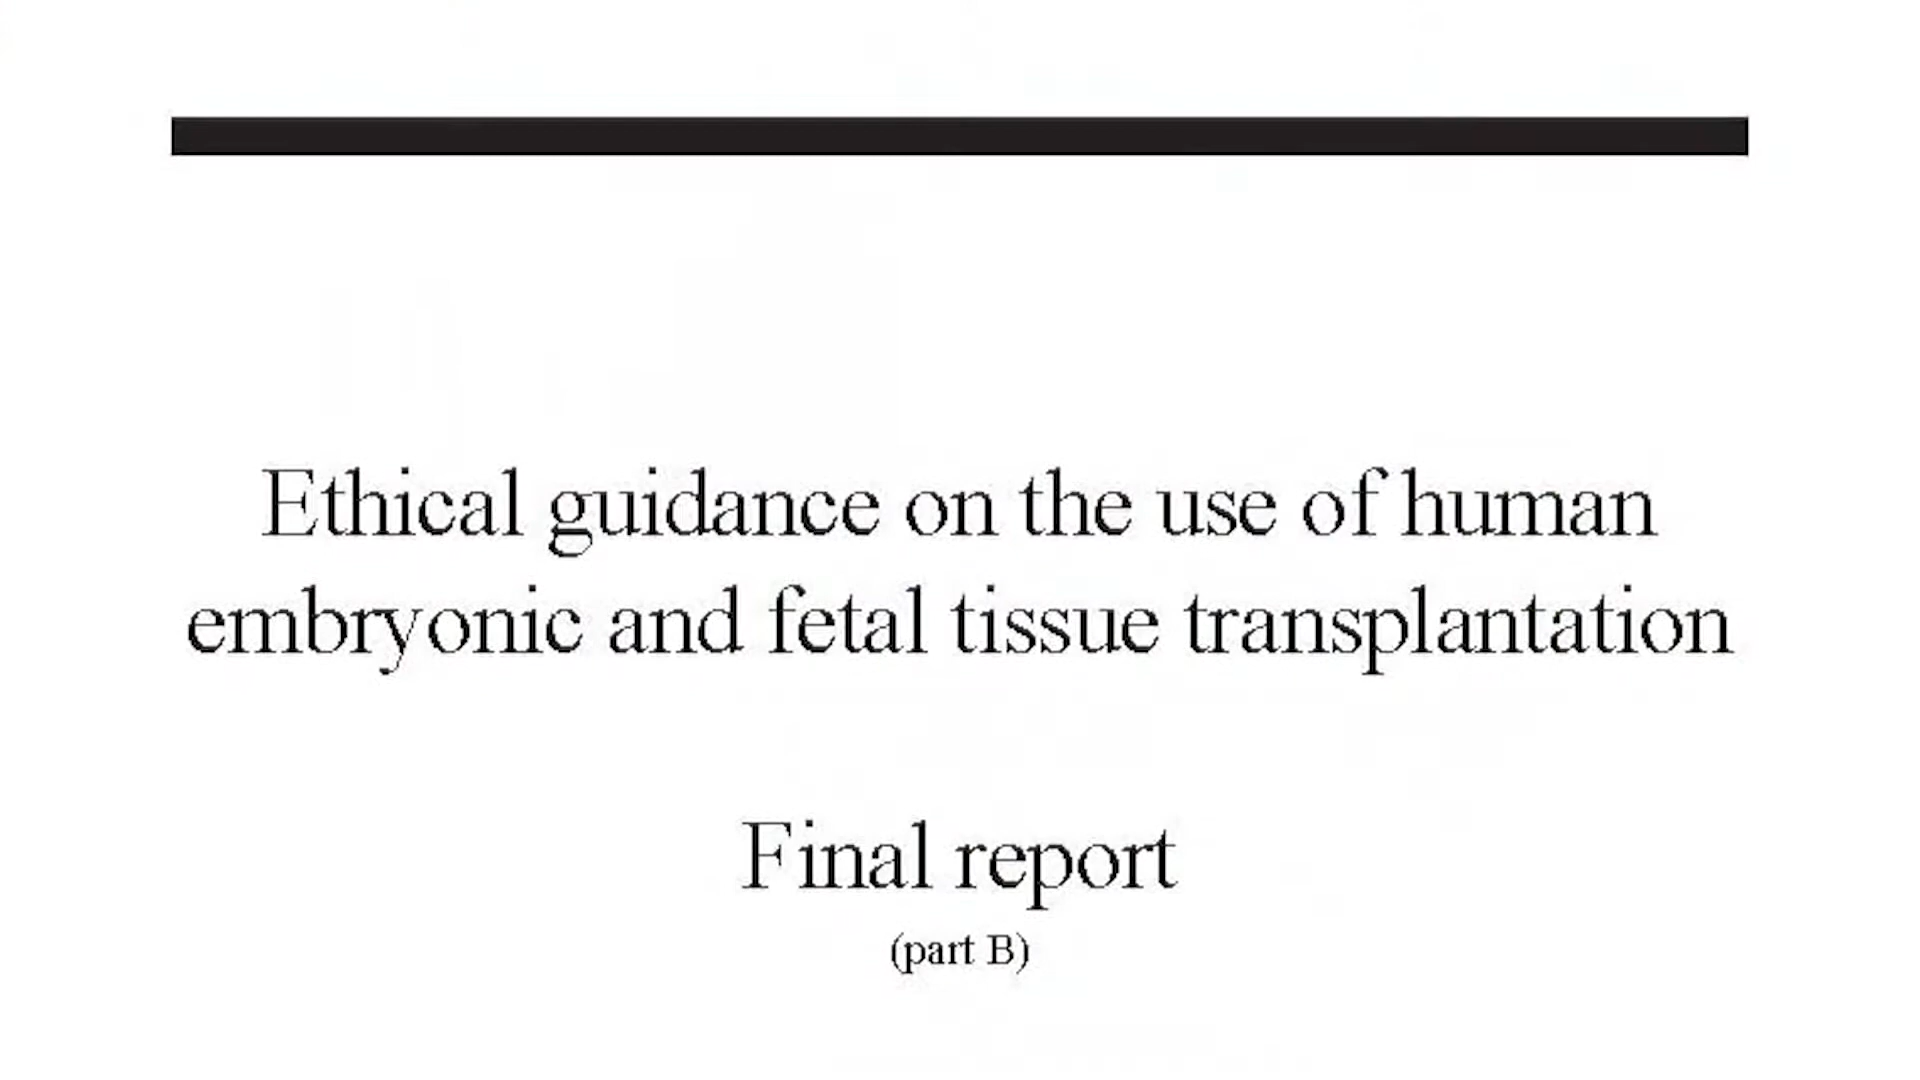 Ethical guidance on the use of human
embryonic and fetal tissue transplantation
Final report
(part B)